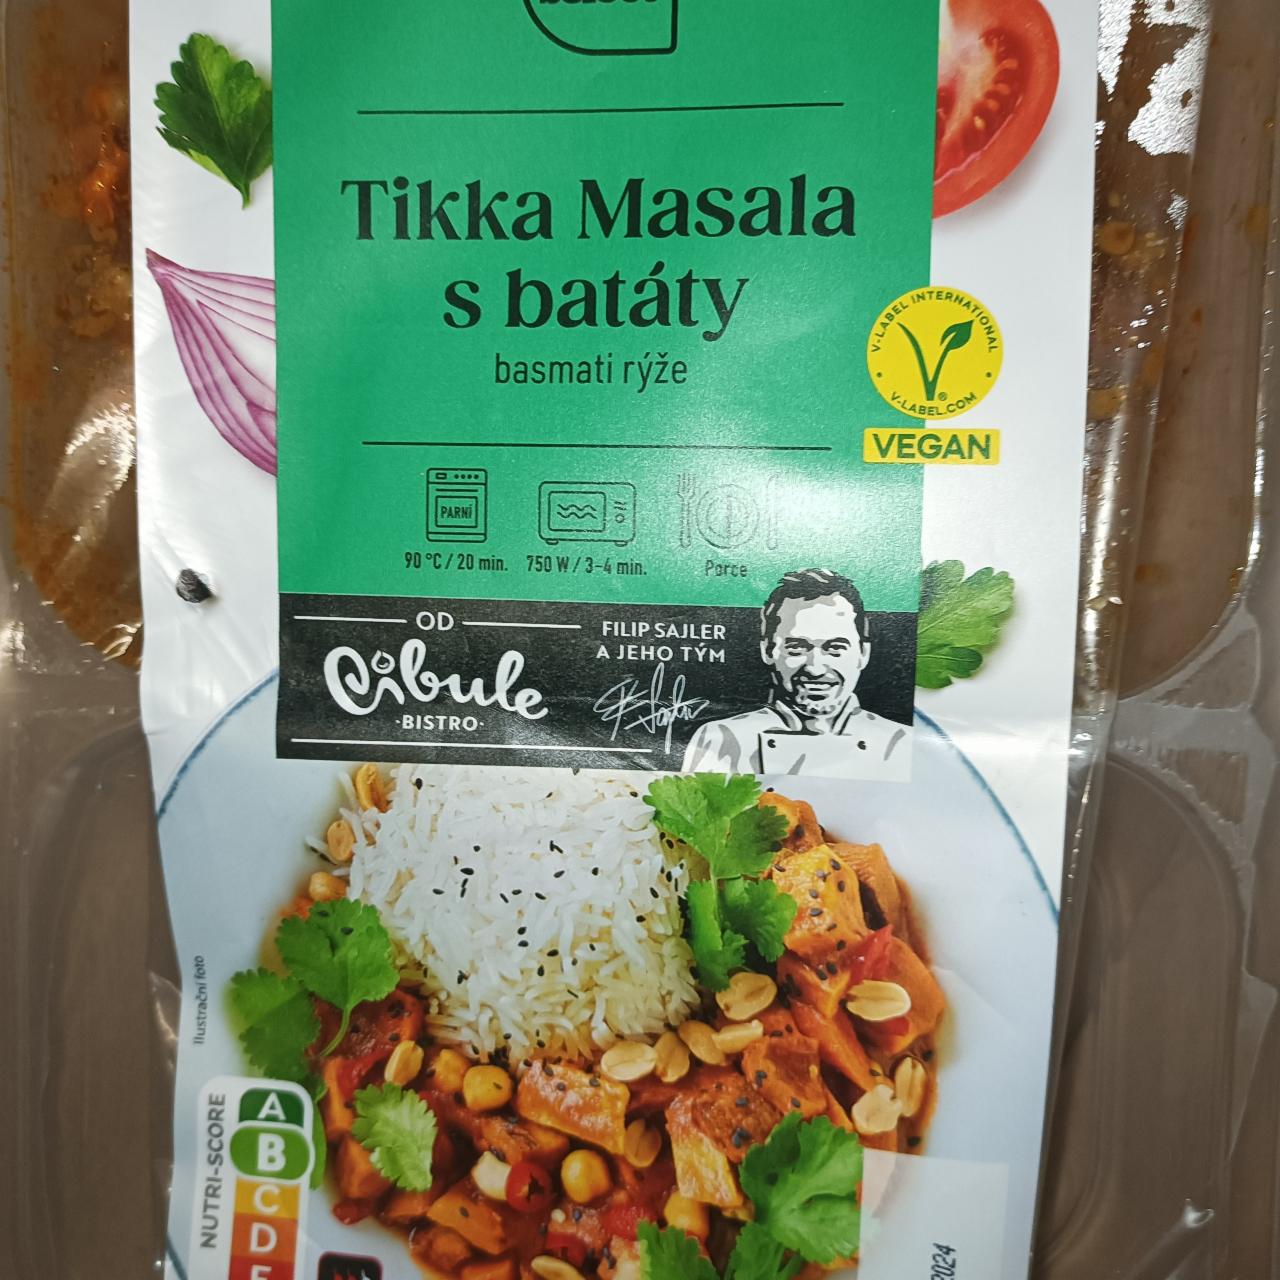 Tikka Masala
s batáty
basmati rýže
V-LABEL INTERNATIONAL
V-LABEL.COM
VEGAN
PARNÍ
90 °C / 20 min.
750 W / 3-4 min.
Porce
OD
Cibule
·BISTRO·
FILIP SAJLER
A JEHO TÝM
Ilustrační foto
NUTRI-SCORE
A
B
C
D